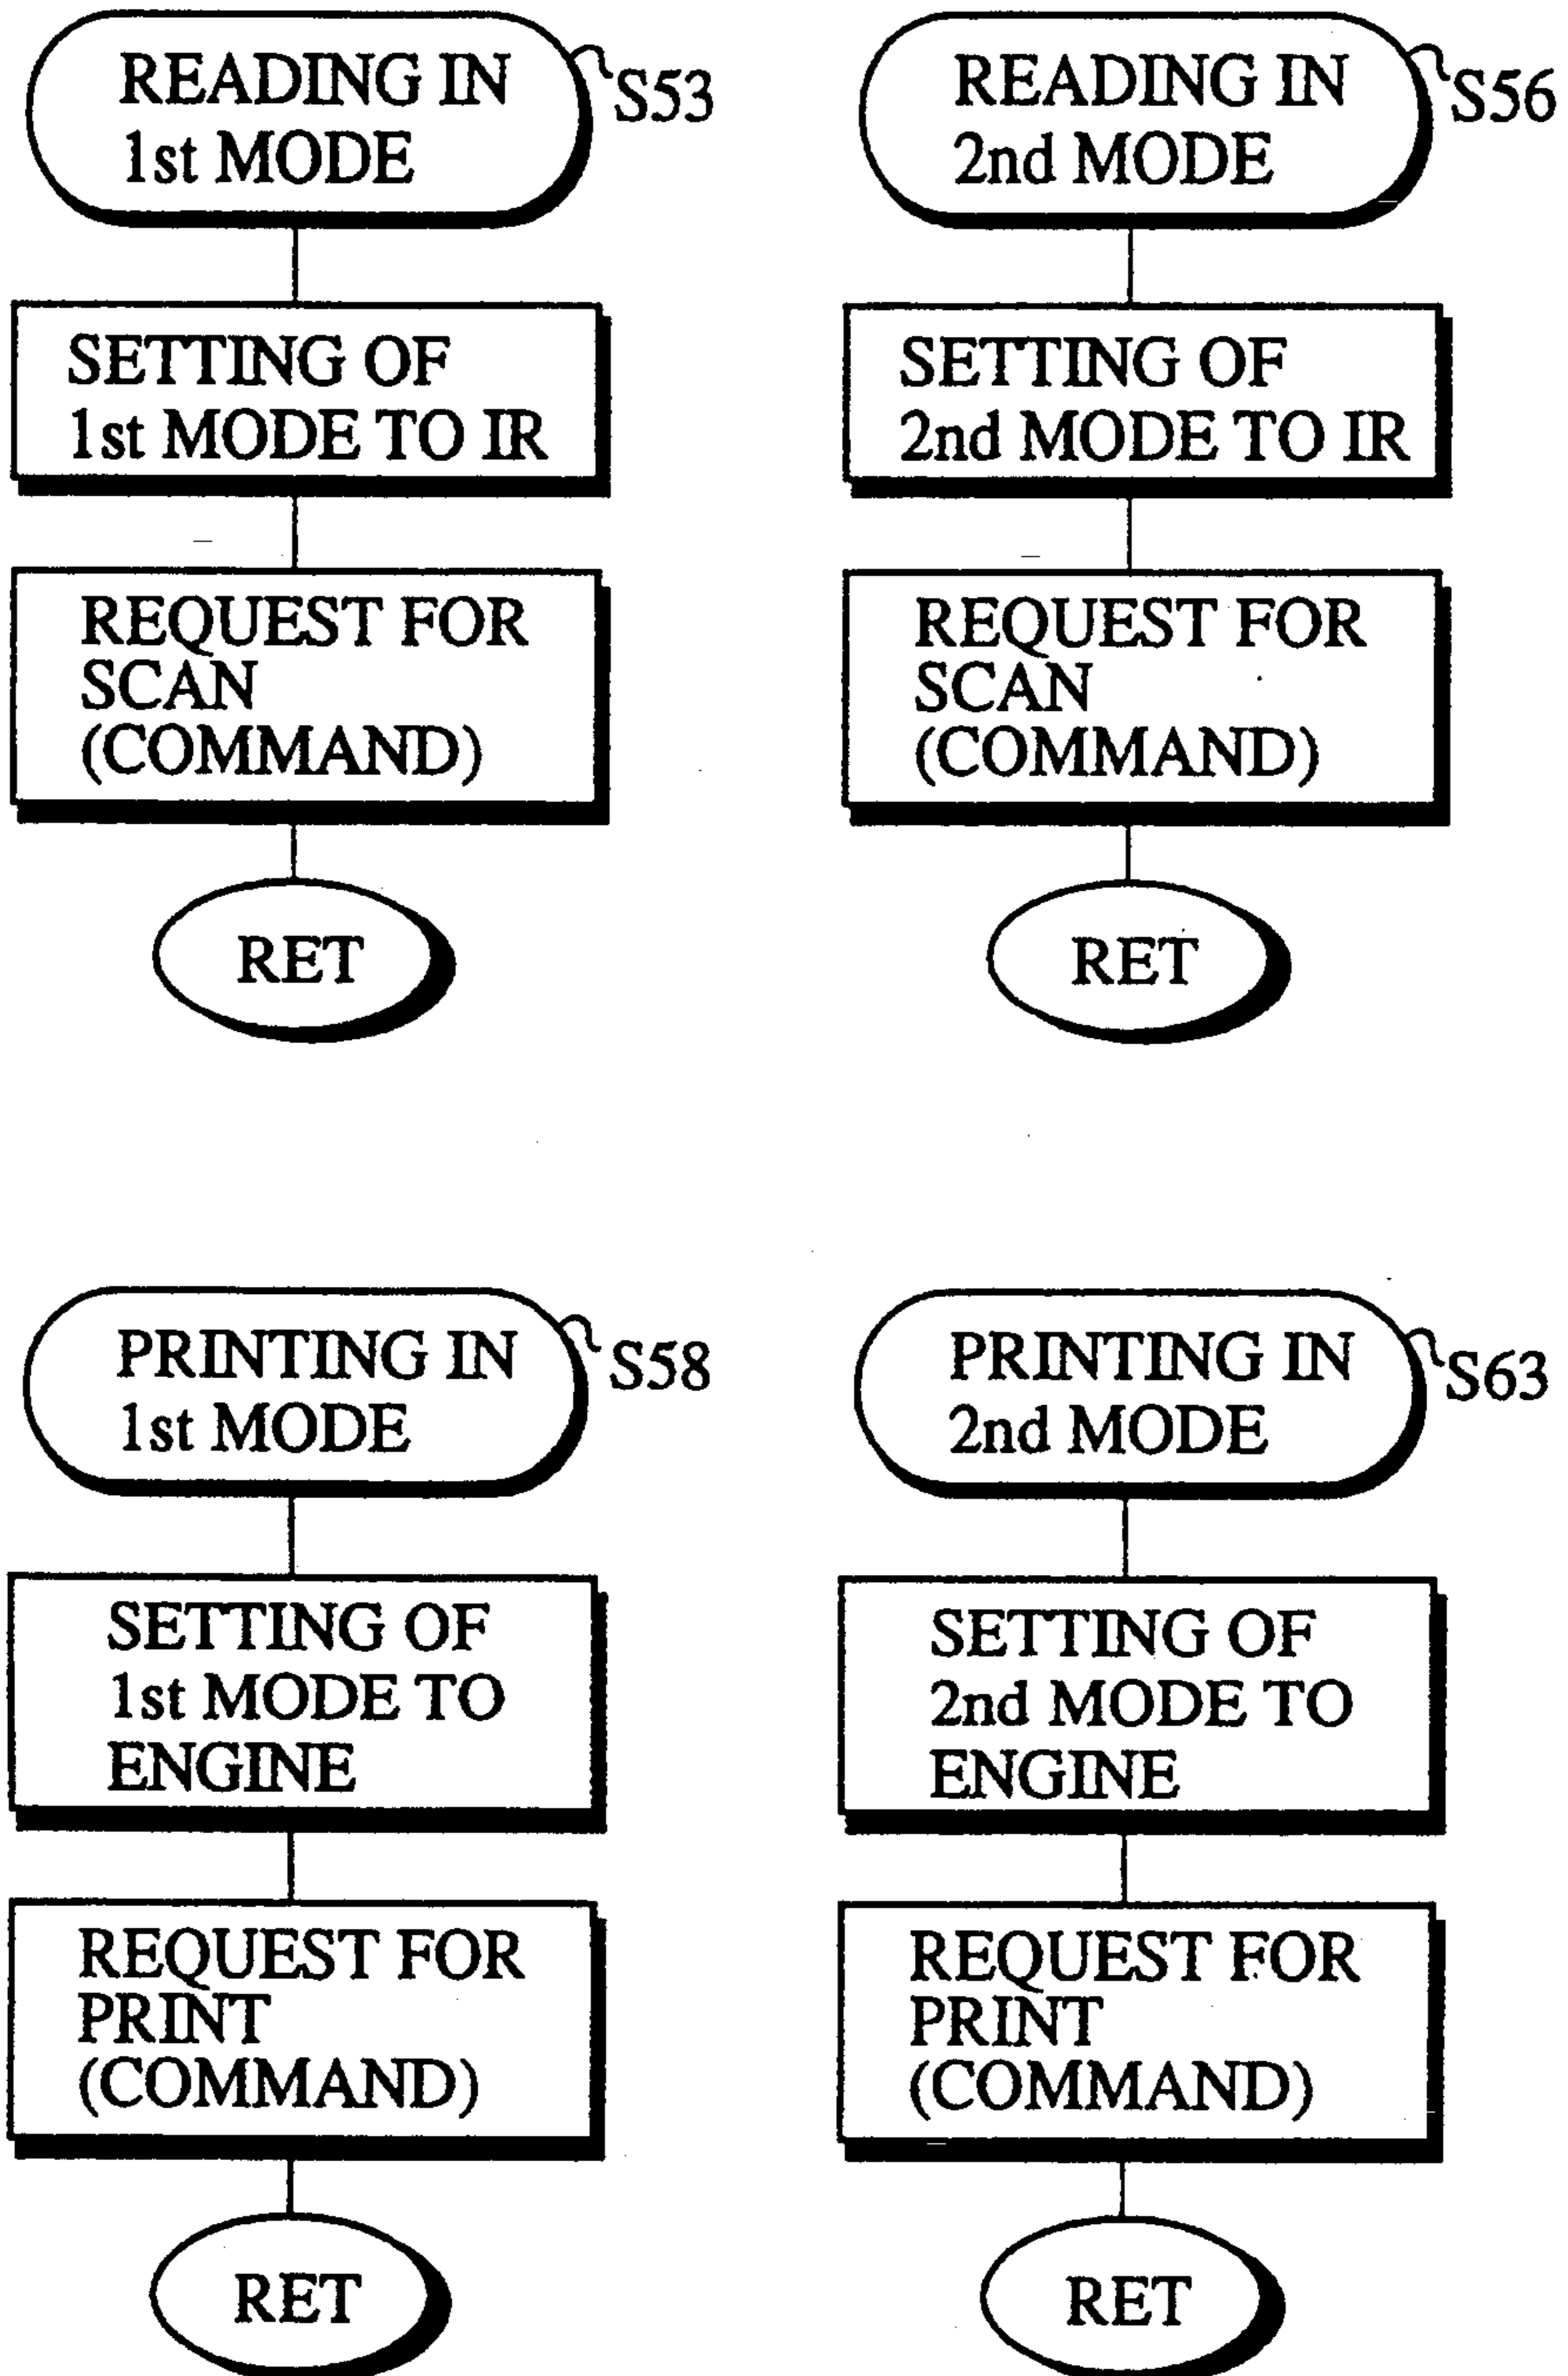 READING IN
1st MODE
S53
SETTING OF
1st MODE TO IR
REQUEST FOR
SCAN
(COMMAND)
RET
READING IN
2nd MODE
S56
SETTING OF
2nd MODE TO IR
REQUEST FOR
SCAN
(COMMAND)
RET
PRINTING IN
1st MODE
S58
SETTING OF
1st MODE TO
ENGINE
REQUEST FOR
PRINT
(COMMAND)
RET
PRINTING IN
2nd MODE
S63
SETTING OF
2nd MODE TO
ENGINE
REQUEST FOR
PRINT
(COMMAND)
RET